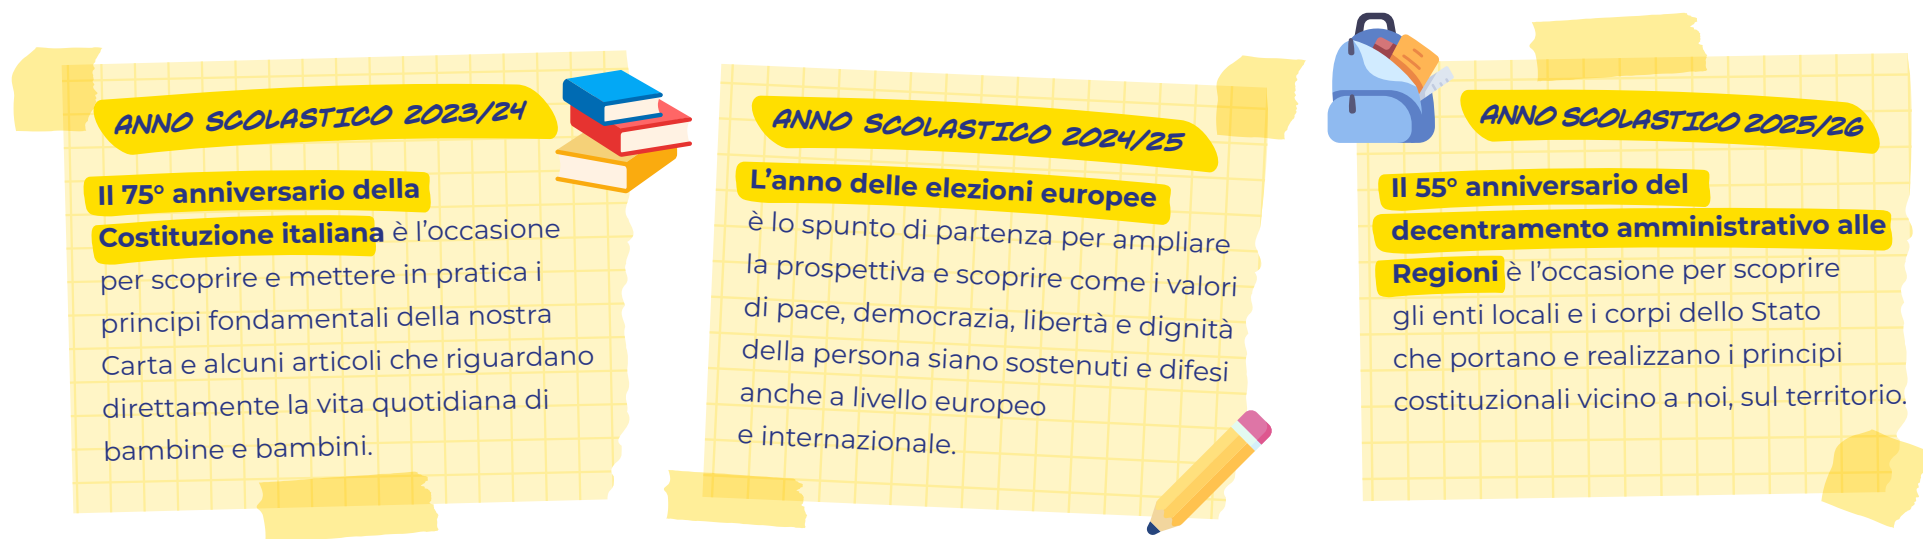 ANNO SCOLASTICO 2023/24
Il 75° anniversario della
Costituzione italiana è l'occasione
per scoprire e mettere in pratica i
principi fondamentali della nostra
Carta e alcuni articoli che riguardano
direttamente la vita quotidiana di
bambine e bambini.
ANNO SCOLASTICO 2024/25
L'anno delle elezioni europee
è lo spunto di partenza per ampliare
la prospettiva e scoprire come i valori
di pace, democrazia, libertà e dignità
della persona siano sostenuti e difesi
anche a livello europeo
e internazionale.
ANNO SCOLASTICO 2025/26
Il 55° anniversario del
decentramento amministrativo alle
Regioni è l'occasione per scoprire
gli enti locali e i corpi dello Stato
che portano e realizzano i principi
costituzionali vicino a noi, sul territorio.